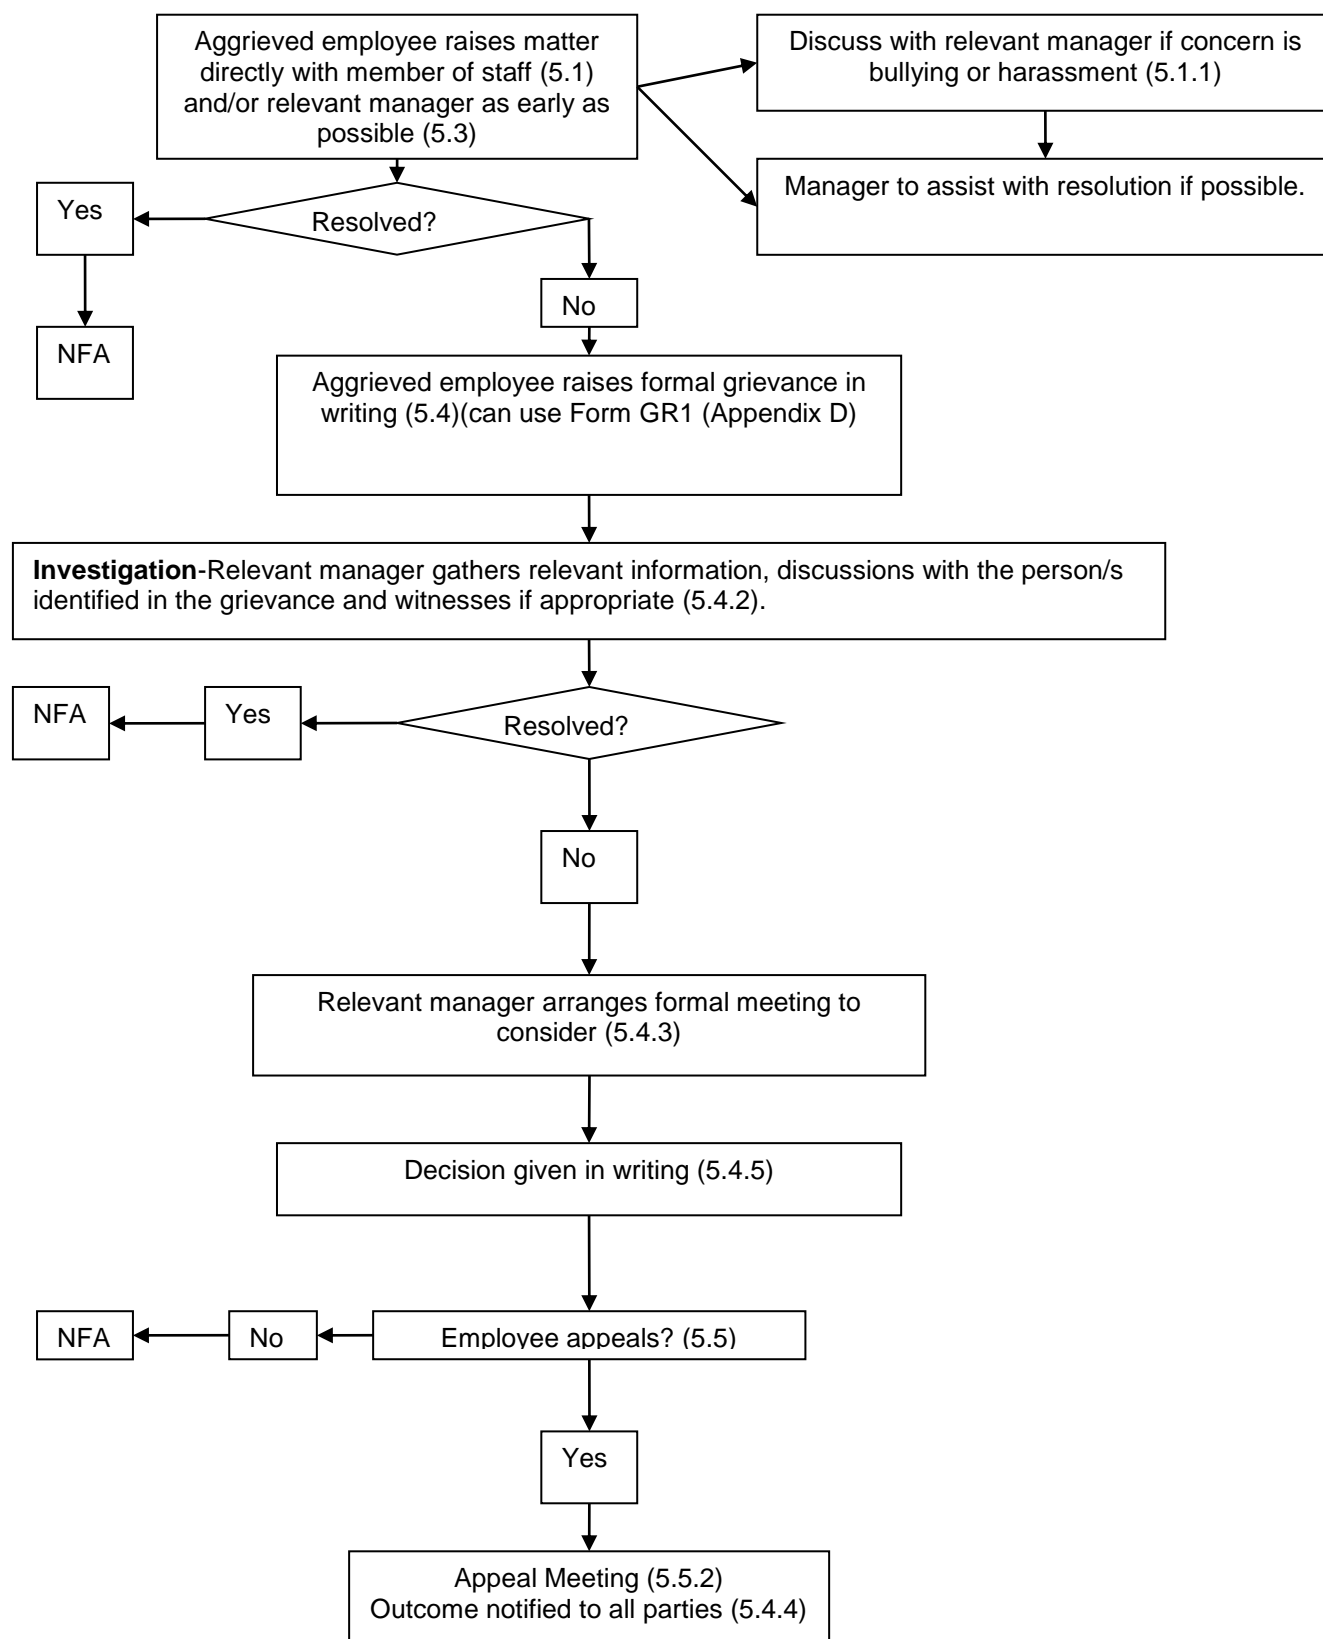 Aggrieved employee raises matter
directly with member of staff (5.1)
and/or relevant manager as early as
possible (5.3)
Discuss with relevant manager if concern is
bullying or harassment (5.1.1)
Manager to assist with resolution if possible.
Yes
Resolved?
No
NFA
Aggrieved employee raises formal grievance in
writing (5.4)(can use Form GR1 (Appendix D)
Investigation-Relevant manager gathers relevant information, discussions with the person/s
identified in the grievance and witnesses if appropriate (5.4.2).
NFA
Yes
Resolved?
No
Relevant manager arranges formal meeting to
consider (5.4.3)
Decision given in writing (5.4.5)
NFA
No
Employee appeals? (5.5)
Yes
Appeal Meeting (5.5.2)
Outcome notified to all parties (5.4.4)